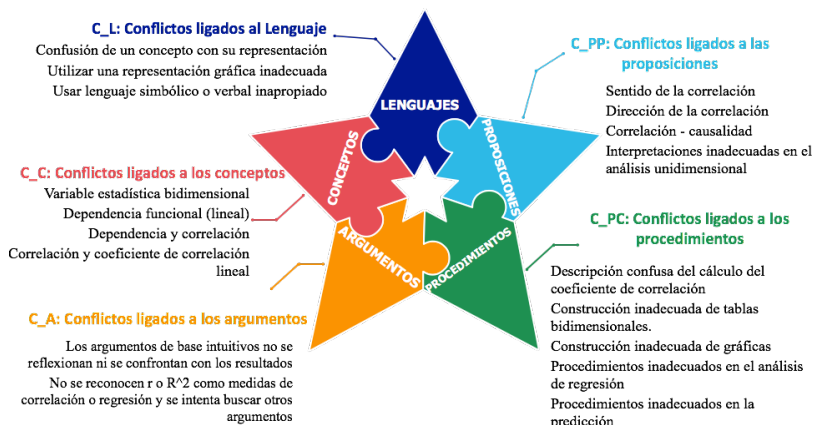 C_L: Conflictos ligados al Lenguaje
Confusión de un concepto con su representación
Utilizar una representación gráfica inadecuada
Usar lenguaje simbólico o verbal inapropiado
C_PP: Conflictos ligados a las
proposiciones
Sentido de la correlación
Dirección de la correlación
Correlación - causalidad
Interpretaciones inadecuadas en el
análisis unidimensional
LENGUAJES
PROPOSICIONES
CONCEPTOS
ARGUMENTOS
PROCEDIMIENTOS
C_C: Conflictos ligados a los conceptos
Variable estadística bidimensional
Dependencia funcional (lineal)
Dependencia y correlación
Correlación y coeficiente de correlación
lineal
C_PC: Conflictos ligados a los
procedimientos
Descripción confusa del cálculo del
coeficiente de correlación
Construcción inadecuada de tablas
bidimensionales.
Construcción inadecuada de gráficas
Procedimientos inadecuados en el análisis
de regresión
Procedimientos inadecuados en la
predicción
C_A: Conflictos ligados a los argumentos
Los argumentos de base intuitivos no se
reflexionan ni se confrontan con los resultados
No se reconocen r o R^2 como medidas de
correlación o regresión y se intenta buscar otros
argumentos